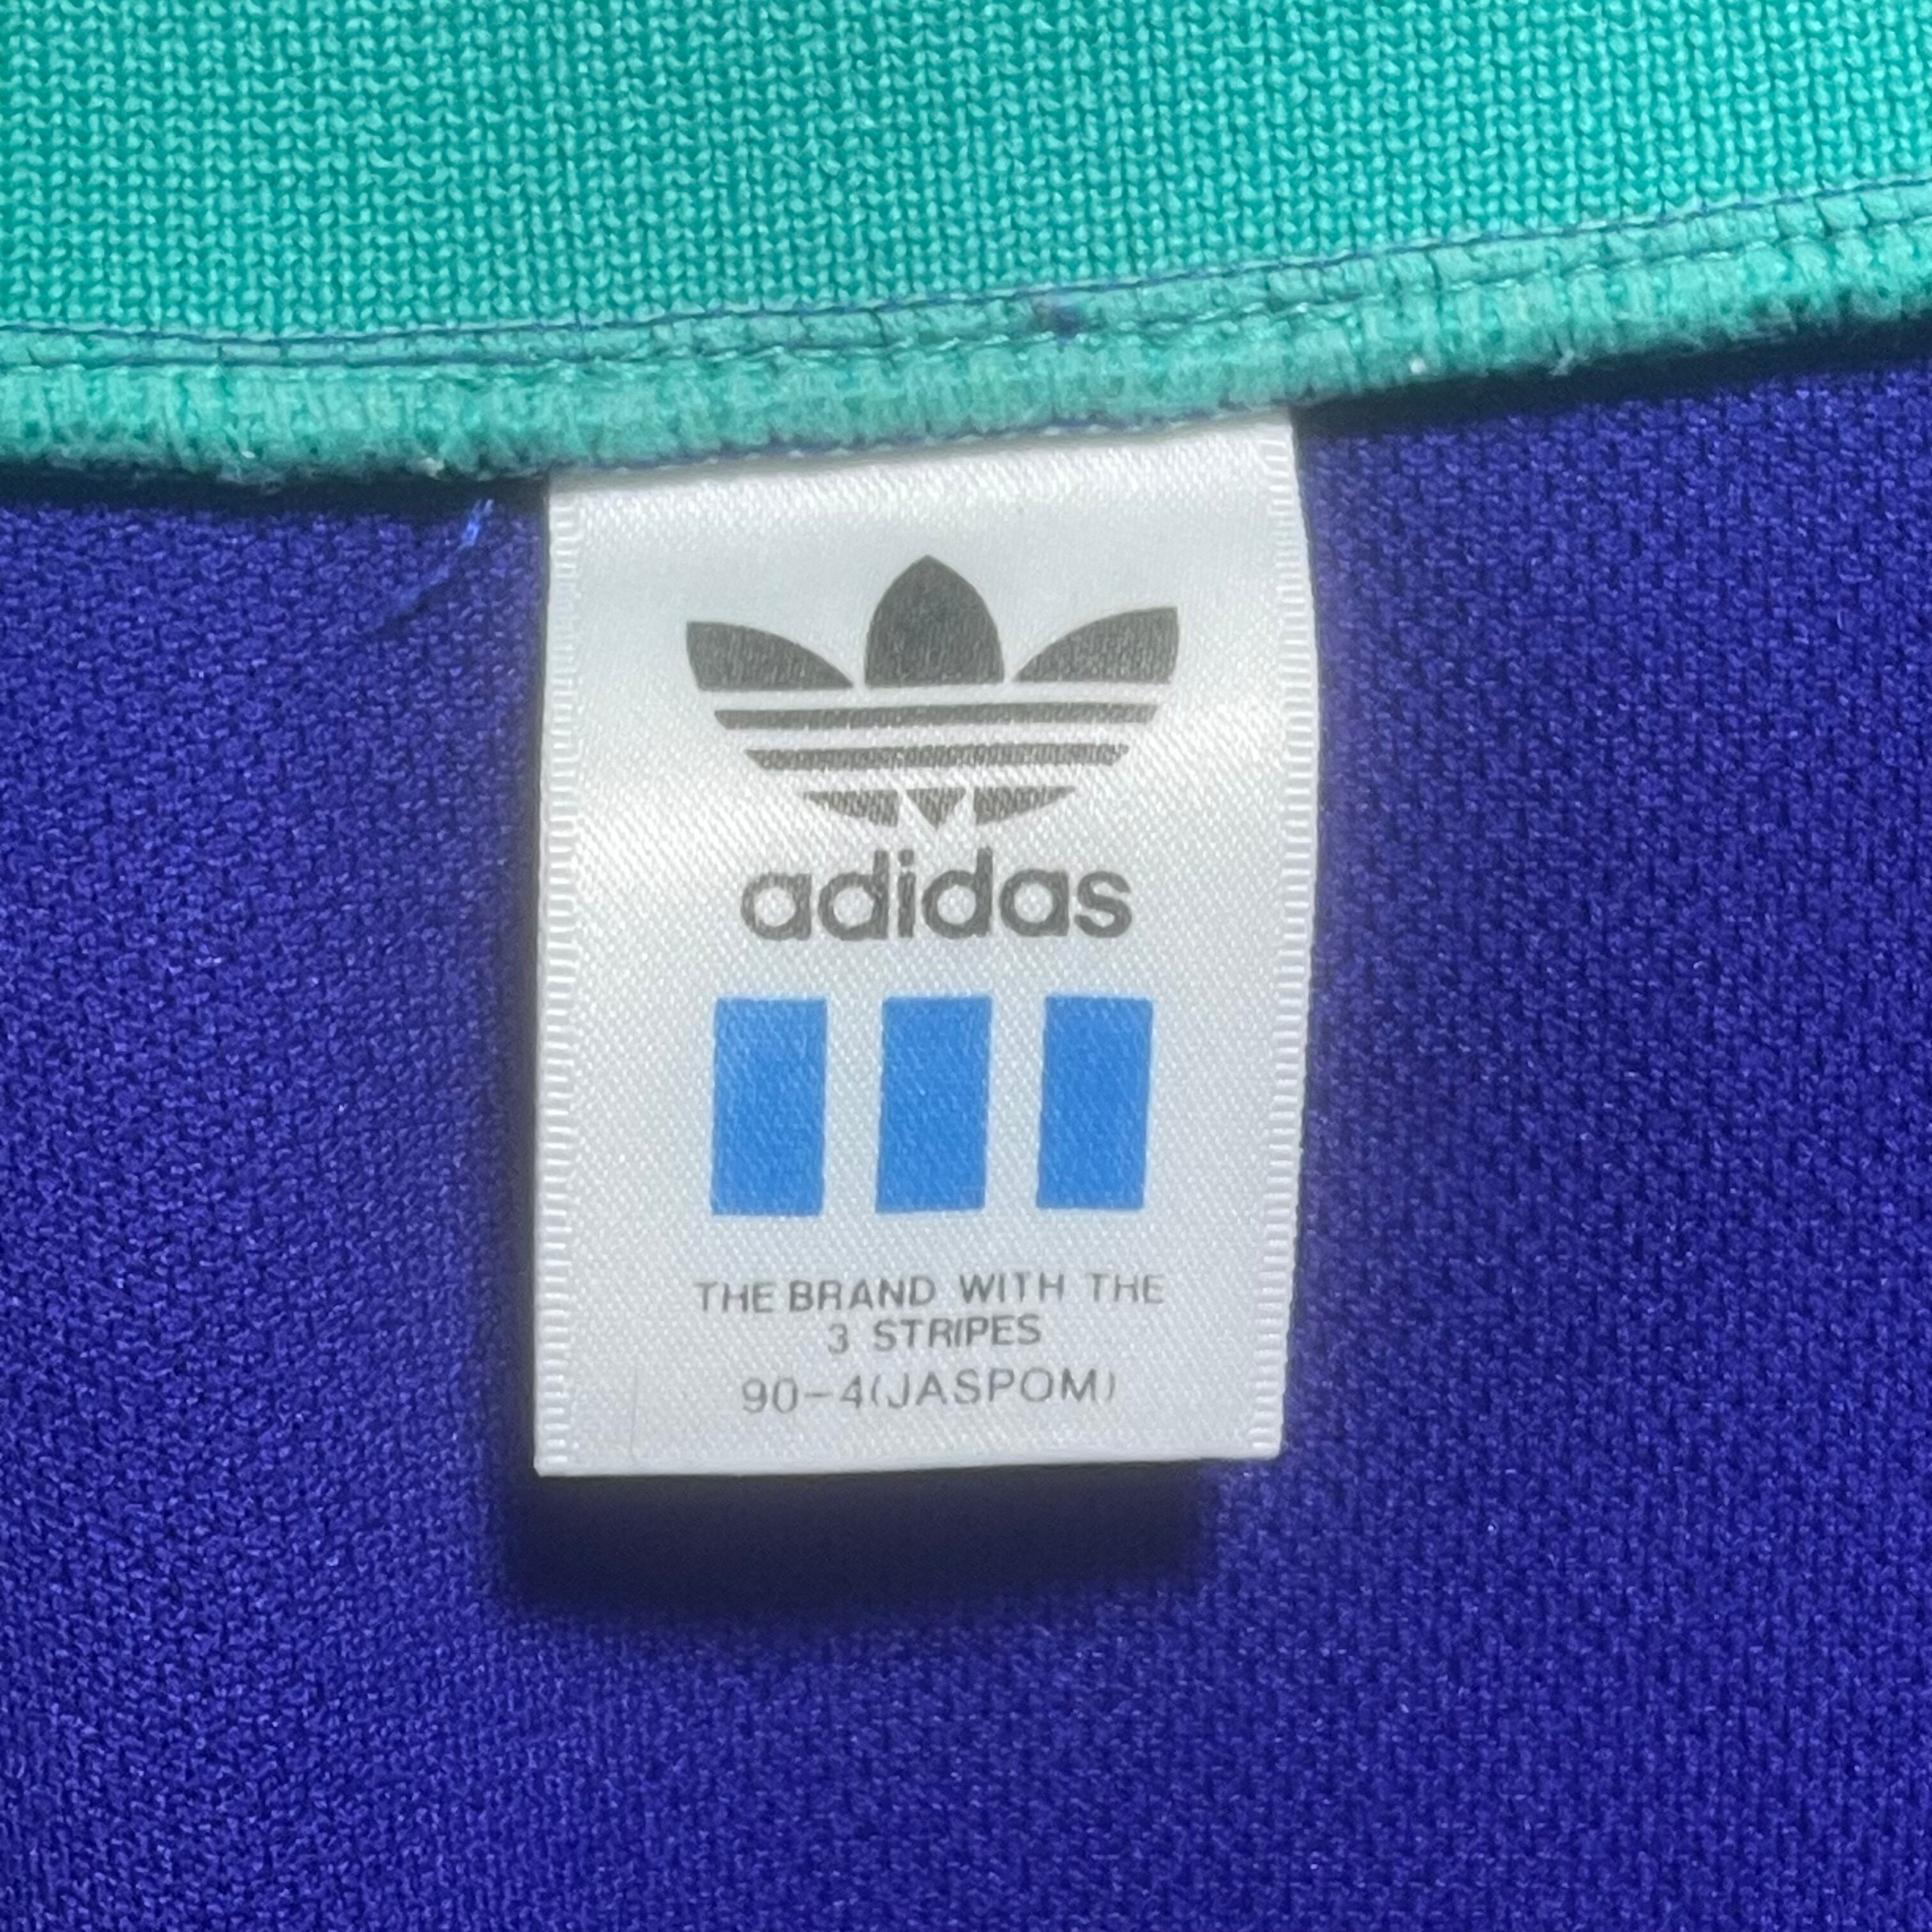 adidas
THE BRAND WITH THE
3 STRIPES
90-4(JASPOM)